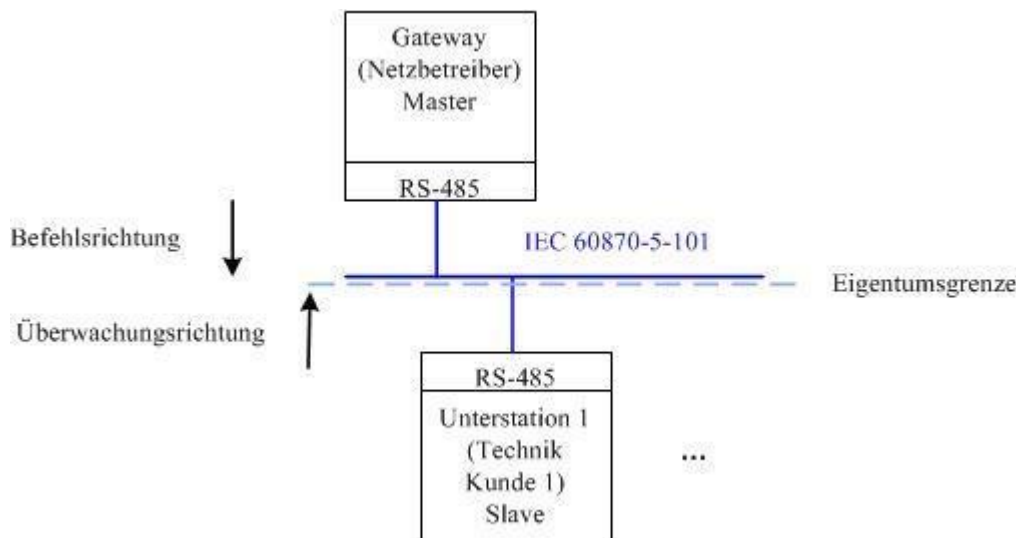 Gateway
(Netzbetreiber)
Master
RS-485
Befehlsrichtung
IEC 60870-5-101
Eigentumsgrenze
Überwachungsrichtung
RS-485
Unterstation 1
(Technik
Kunde 1)
Slave
...